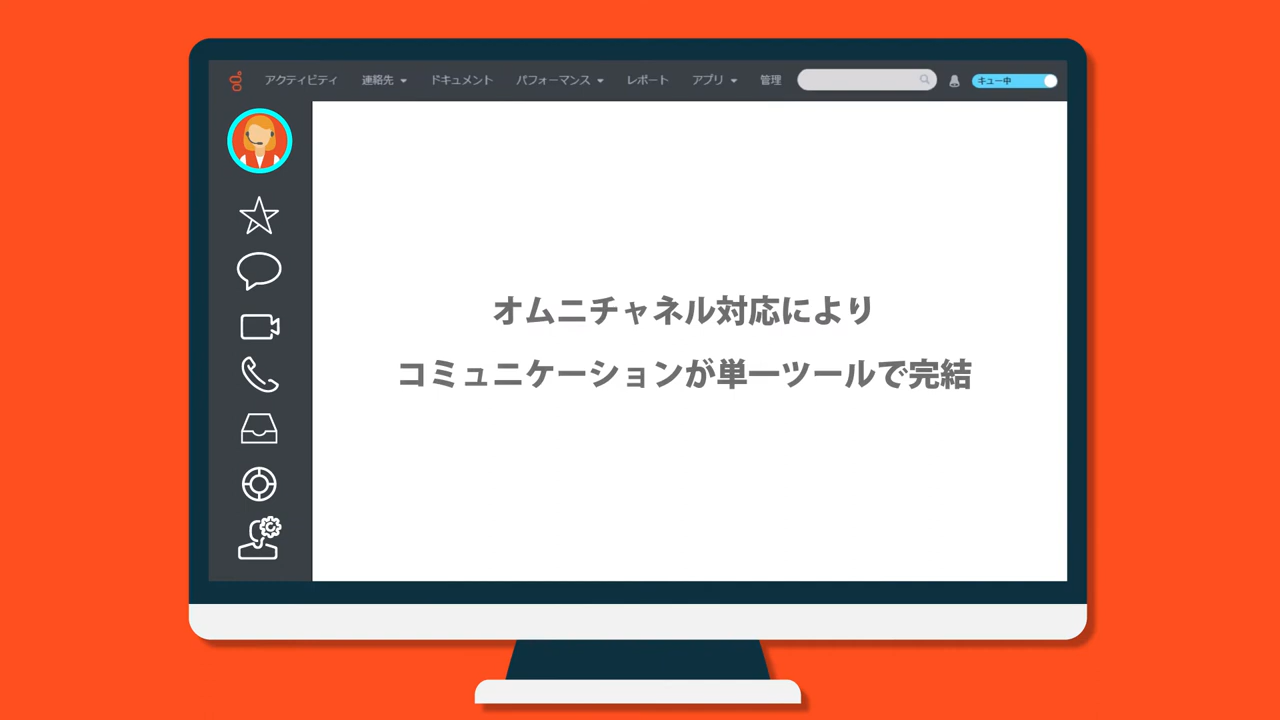 アクティビティ 連絡先 ドキュメント パフォーマンス レポート アプリ 管理 キュー中
オムニチャネル対応により
コミュニケーションが単一ツールで完結